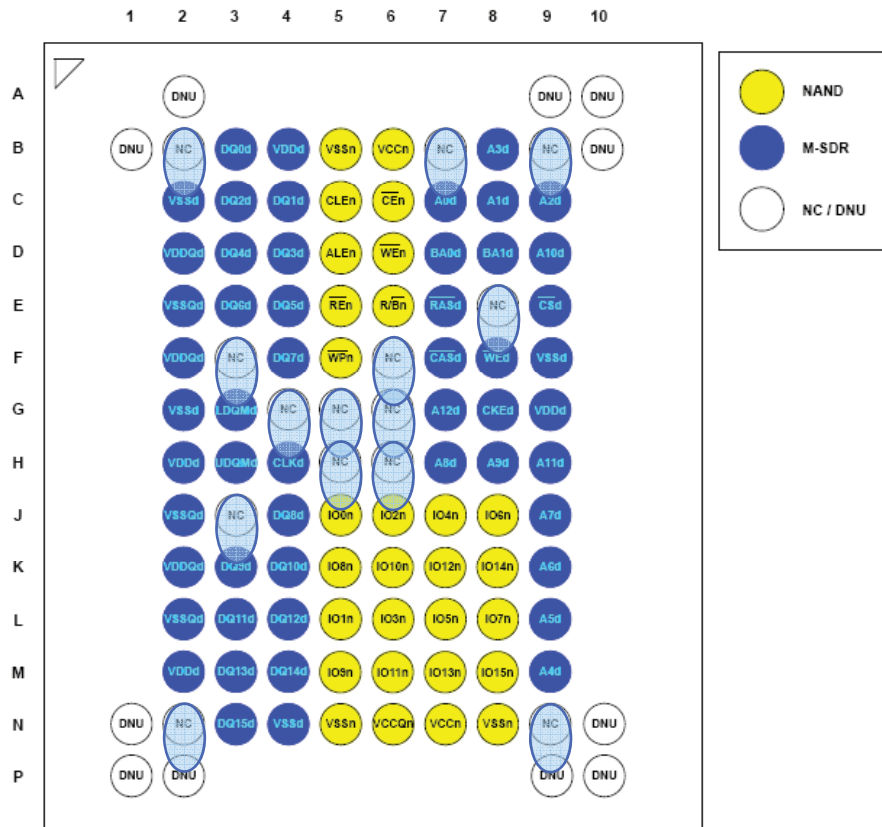 1 2 3 4 5 6 7 8 9 10
A DNU DNU DNU
B DNU NC DQ0d VDDd VSSn VCCn NC A3d NC DNU
C VSSd DQ2d DQ1d CLEn CEn A0d A1d A2d
D VDDQd DQ4d DQ3d ALEn WEn BA0d BA1d A10d
E VSSQd DQ6d DQ5d REn R/Bn RASd NC CSd
F VDDQd NC DQ7d WPn NC CASd WEd VSSd
G VSSd LDQMd NC NC NC A12d CKEd VDDd
H VDDd UDQMd CLKd NC NC A8d A9d A11d
J VSSQd NC DQ8d IO0n IO2n IO4n IO6n A7d
K VDDQd DQ9d DQ10d IO8n IO10n IO12n IO14n A6d
L VSSQd DQ11d DQ12d IO1n IO3n IO5n IO7n A5d
M VDDd DQ13d DQ14d IO9n IO11n IO13n IO15n A4d
N DNU NC DQ15d VSSd VSSn VCCQn VCCn VSSn NC DNU
P DNU DNU DNU DNU
NAND
M-SDR
NC / DNU